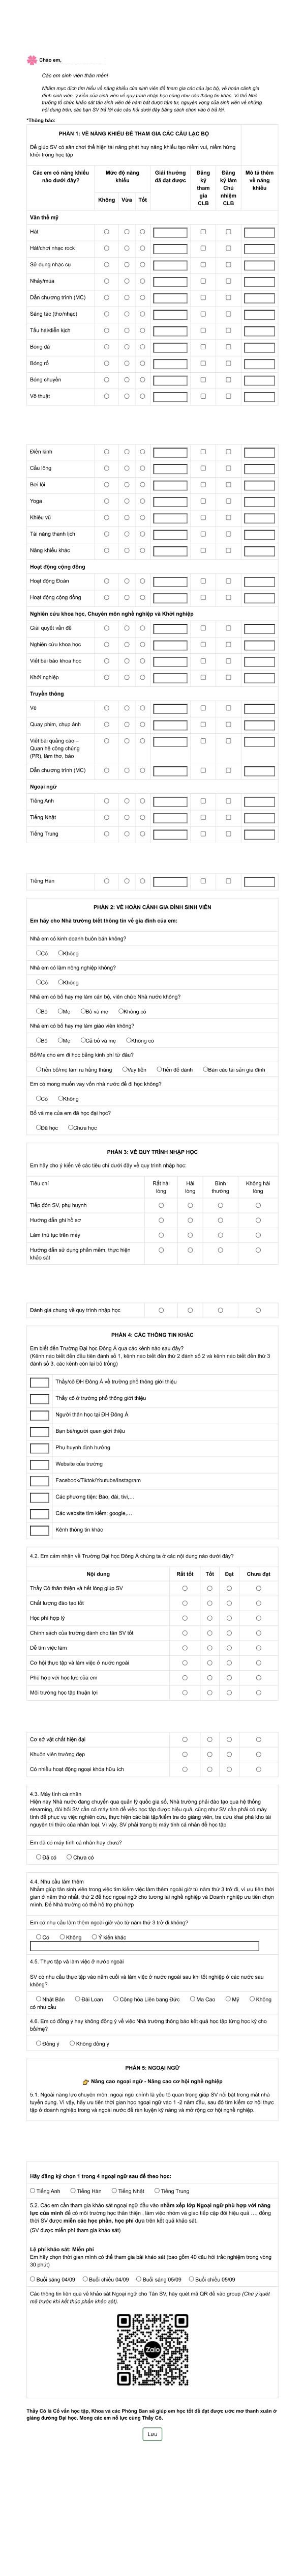 Chào em,
Các em sinh viên thân mến!
Nhằm mục đích tìm hiểu về năng khiếu của sinh viên để tham gia các câu lạc bộ, về hoàn cảnh gia
đình sinh viên, ý kiến của sinh viên về quy trình nhập học cũng như các thông tin khác. Vì thế Nhà
trường tổ chức khảo sát tân sinh viên để nắm bắt được tâm tư, nguyện vọng của sinh viên về những
nội dung trên, các bạn SV trả lời các câu hỏi dưới đây bằng cách chọn vào ô trả lời.
*Thông báo:
PHẦN 1: VỀ NĂNG KHIẾU ĐỂ THAM GIA CÁC CÂU LẠC BỘ
Để giúp SV có sân chơi thể hiện tài năng phát huy năng khiếu tạo niềm vui, niềm hứng
khởi trong học tập
Các em có năng khiếu
nào dưới đây?
Mức độ năng
khiếu
Giải thưởng
đã đạt được
Đăng
ký
tham
gia
CLB
Đăng
ký làm
Chủ
nhiệm
CLB
Mô tả thêm
về năng
khiếu
Không Vừa Tốt
Văn thể mỹ
Hát
Hát/chơi nhạc rock
Sử dụng nhạc cụ
Nhảy/múa
Dẫn chương trình (MC)
Sáng tác (thơ/nhạc)
Tấu hài/diễn kịch
Bóng đá
Bóng rổ
Bóng chuyền
Võ thuật
Điền kinh
Cầu lông
Bơi lội
Yoga
Khiêu vũ
Tài năng thanh lịch
Năng khiếu khác
Hoạt động cộng đồng
Hoạt động Đoàn
Hoạt động cộng đồng
Nghiên cứu khoa học, Chuyên môn nghề nghiệp và Khởi nghiệp
Giải quyết vấn đề
Nghiên cứu khoa học
Viết bài báo khoa học
Khởi nghiệp
Truyền thông
Vẽ
Quay phim, chụp ảnh
Viết bài quảng cáo –
Quan hệ công chúng
(PR), làm thơ, báo
Dẫn chương trình (MC)
Ngoại ngữ
Tiếng Anh
Tiếng Nhật
Tiếng Trung
Tiếng Hàn
PHẦN 2: VỀ HOÀN CẢNH GIA ĐÌNH SINH VIÊN
Em hãy cho Nhà trường biết thông tin về gia đình của em:
Nhà em có kinh doanh buôn bán không?
Có Không
Nhà em có làm nông nghiệp không?
Có Không
Nhà em có bố hay mẹ làm cán bộ, viên chức Nhà nước không?
Bố Mẹ Bố và mẹ Không có
Nhà em có bố hay mẹ làm giáo viên không?
Bố Mẹ Cả bố và mẹ Không có
Bố/Mẹ cho em đi học bằng kinh phí từ đâu?
Tiền bố/mẹ làm ra hằng tháng Vay tiền Tiền để dành Bán các tài sản gia đình
Em có mong muốn vay vốn nhà nước để đi học không?
Có Không
Bố và mẹ của em đã học đại học?
Đã học Chưa học
PHẦN 3: VỀ QUY TRÌNH NHẬP HỌC
Em hãy cho ý kiến về các tiêu chí dưới đây về quy trình nhập học:
Tiêu chí
Rất hài
lòng
Hài
lòng
Bình
thường
Không hài
lòng
Tiếp đón SV, phụ huynh
Hướng dẫn ghi hồ sơ
Làm thủ tục trên máy
Hướng dẫn sử dụng phần mềm, thực hiện
khảo sát
Đánh giá chung về quy trình nhập học
PHẦN 4: CÁC THÔNG TIN KHÁC
Em biết đến Trường Đại học Đông Á qua các kênh nào sau đây?
(Kênh nào biết đến đầu tiên đánh số 1, kênh nào biết đến thứ 2 đánh số 2 và kênh nào biết đến thứ 3
đánh số 3, các kênh còn lại bỏ trống)
Thầy/cô ĐH Đông Á về trường phổ thông giới thiệu
Thầy cô ở trường phổ thông giới thiệu
Người thân học tại ĐH Đông Á
Bạn bè/người quen giới thiệu
Phụ huynh định hướng
Website của trường
Facebook/Tiktok/Youtube/Instagram
Các phương tiện: Báo, đài, tivi,...
Các website tìm kiếm: google,...
Kênh thông tin khác
4.2. Em cảm nhận về Trường Đại học Đông Á chúng ta ở các nội dung nào dưới đây?
Nội dung Rất tốt Tốt Đạt Chưa đạt
Thầy Cô thân thiện và hết lòng giúp SV
Chất lượng đào tạo tốt
Học phí hợp lý
Chính sách của trường dành cho tân SV tốt
Dễ tìm việc làm
Cơ hội thực tập và làm việc ở nước ngoài
Phù hợp với học lực của em
Môi trường học tập thuận lợi
Cơ sở vật chất hiện đại
Khuôn viên trường đẹp
Có nhiều hoạt động ngoại khóa hữu ích
4.3. Máy tính cá nhân
Hiện nay Nhà nước đang chuyển qua quản lý quốc gia số, Nhà trường phải đào tạo qua hệ thống
elearning, đòi hỏi SV cần có máy tính để việc học tập được hiệu quả, cũng như SV cần phải có máy
tính để phục vụ việc nghiên cứu, thực hiện các bài tập/kiểm tra do giảng viên, tra cứu khai phá kho tài
nguyên tri thức của nhân loại. Vì vậy, SV phải trang bị máy tính cá nhân để học tập
Em đã có máy tính cá nhân hay chưa?
Đã có Chưa có
4.4. Nhu cầu làm thêm
Nhằm giúp tân sinh viên trong việc tìm kiếm việc làm thêm ngoài giờ từ năm thứ 3 trở đi, vì ưu tiên thời
gian ở năm thứ nhất, thứ 2 để học ngoại ngữ cho tương lai nghề nghiệp và Doanh nghiệp ưu tiên chọn
mình. Để Nhà trường có thể hỗ trợ phù hợp
Em có nhu cầu làm thêm ngoài giờ vào từ năm thứ 3 trở đi không?
Có Không Ý kiến khác
4.5. Thực tập và làm việc ở nước ngoài
SV có nhu cầu thực tập vào năm cuối và làm việc ở nước ngoài sau khi tốt nghiệp ở các nước sau
không?
Nhật Bản Đài Loan Cộng hòa Liên bang Đức Ma Cao Mỹ Không
có nhu cầu
4.6. Em có đồng ý hay không đồng ý về việc Nhà trường thông báo kết quả học tập từng học kỳ cho
bố/mẹ?
Đồng ý Không đồng ý
PHẦN 5: NGOẠI NGỮ
Nâng cao ngoại ngữ - Nâng cao cơ hội nghề nghiệp
5.1. Ngoài năng lực chuyên môn, ngoại ngữ chính là yếu tố quan trọng giúp SV nổi bật trong mắt nhà
tuyển dụng. Vì vậy, hãy ưu tiên thời gian học ngoại ngữ vào 1 -2 năm đầu, sau đó tìm kiếm cơ hội thực
tập ở doanh nghiệp trong và ngoài nước để rèn luyện kỹ năng và mở rộng cơ hội nghề nghiệp.
Hãy đăng ký chọn 1 trong 4 ngoại ngữ sau để theo học:
Tiếng Anh Tiếng Hàn Tiếng Nhật Tiếng Trung
5.2. Các em cần tham gia khảo sát ngoại ngữ đầu vào nhằm xếp lớp Ngoại ngữ phù hợp với năng
lực của mình để có môi trường học tập thân thiện , làm việc nhóm và giao tiếp cặp đôi hiệu quả …, đồng
thời SV được miễn các học phần, học phí dựa trên kết quả khảo sát.
(SV được miễn phí tham gia khảo sát)
Lệ phí khảo sát: Miễn phí
Em hãy chọn thời gian mình có thể tham gia bài khảo sát (bao gồm 40 câu hỏi trắc nghiệm trong vòng
30 phút)
Buổi sáng 04/09 Buổi chiều 04/09 Buổi sáng 05/09 Buổi chiều 05/09
Các thông tin liên qua về khảo sát Ngoại ngữ cho Tân SV, hãy quét mã QR để vào group (Chú ý quét
mã trước khi kết thúc phần khảo sát).
Zalo
Thầy Cô là Cố vấn học tập, Khoa và các Phòng Ban sẽ giúp em học tốt để đạt được ước mơ thanh xuân ở
giảng đường Đại học. Mong các em nỗ lực cùng Thầy Cô.
Lưu